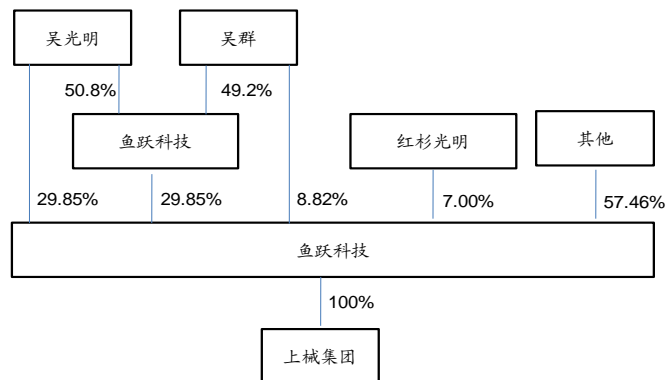 吴光明
吴群
50.8%
49.2%
鱼跃科技
红杉光明
其他
29.85%
29.85%
8.82%
7.00%
57.46%
鱼跃科技
100%
上械集团